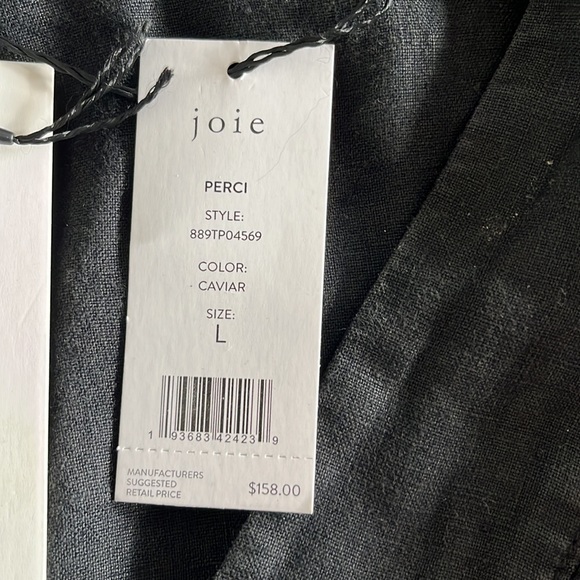 joie
PERCI
STYLE:
889TP04569
COLOR:
CAVIAR
SIZE:
L
1 93683 42423 9
MANUFACTURERS
SUGGESTED
RETAIL PRICE
$158.00